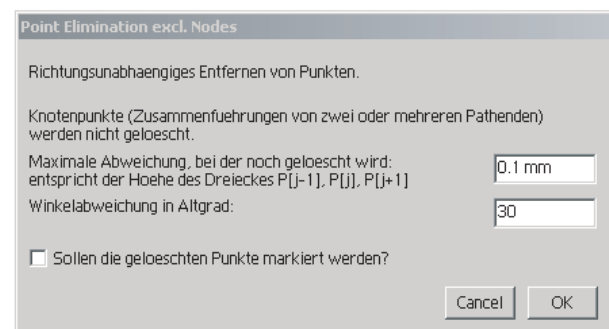 Point Elimination excl. Nodes
Richtungsunabhaengiges Entfernen von Punkten.
Knotenpunkte (Zusammenfuehrungen von zwei oder mehreren Pathenden)
werden nicht geloescht.
Maximale Abweichung, bei der noch geloescht wird:
entspricht der Hoehe des Dreieckes P[j-1], P[j], P[j+1]
0.1 mm
Winkelabweichung in Altgrad:
30
Sollen die geloeschten Punkte markiert werden?
Cancel
OK